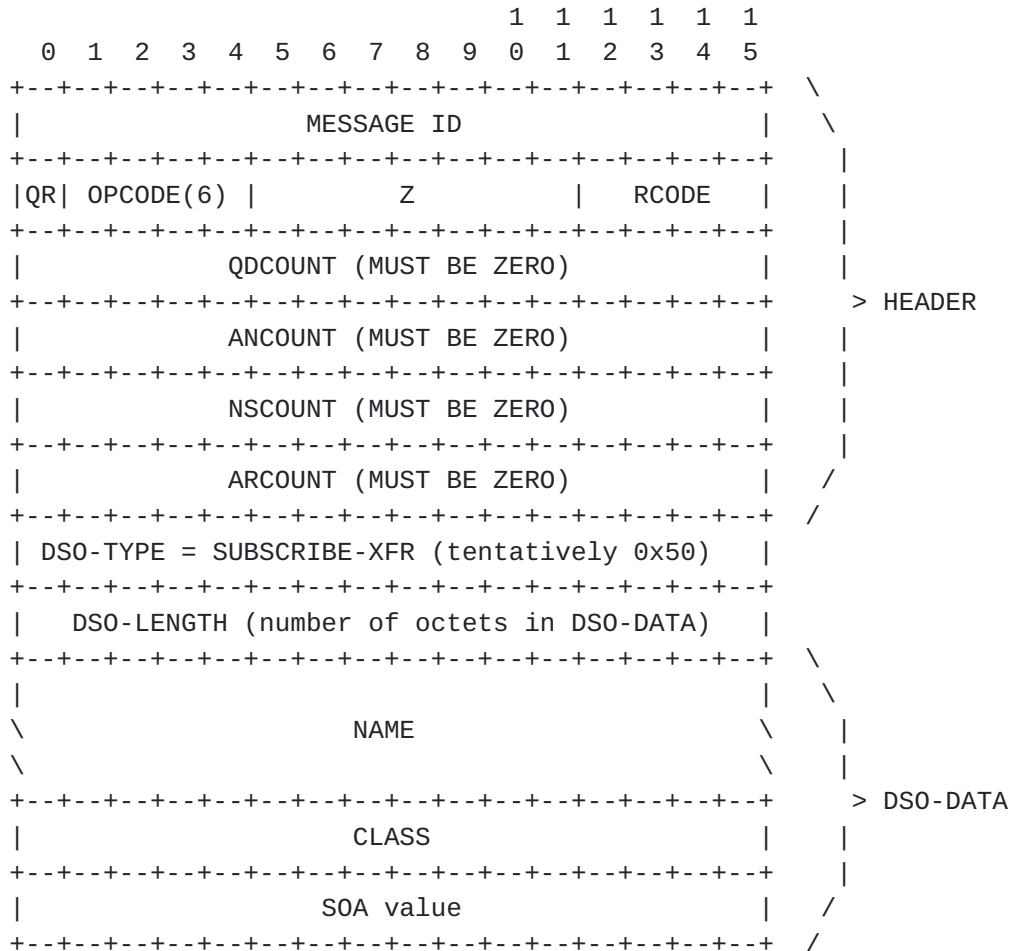 1 1 1 1 1 1
0 1 2 3 4 5 6 7 8 9 0 1 2 3 4 5
+--+--+--+--+--+--+--+--+--+--+--+--+--+--+--+--+ \
| MESSAGE ID | \
+--+--+--+--+--+--+--+--+--+--+--+--+--+--+--+--+ |
|QR| OPCODE(6) | Z | RCODE | |
+--+--+--+--+--+--+--+--+--+--+--+--+--+--+--+--+ |
| QDCOUNT (MUST BE ZERO) | |
+--+--+--+--+--+--+--+--+--+--+--+--+--+--+--+--+ > HEADER
| ANCOUNT (MUST BE ZERO) | |
+--+--+--+--+--+--+--+--+--+--+--+--+--+--+--+--+ |
| NSCOUNT (MUST BE ZERO) | |
+--+--+--+--+--+--+--+--+--+--+--+--+--+--+--+--+ |
| ARCOUNT (MUST BE ZERO) | /
+--+--+--+--+--+--+--+--+--+--+--+--+--+--+--+--+ /
| DSO-TYPE = SUBSCRIBE-XFR (tentatively 0x50) |
+--+--+--+--+--+--+--+--+--+--+--+--+--+--+--+--+
| DSO-LENGTH (number of octets in DSO-DATA) |
+--+--+--+--+--+--+--+--+--+--+--+--+--+--+--+--+ \
| | \
\ NAME \ |
\ \ |
+--+--+--+--+--+--+--+--+--+--+--+--+--+--+--+--+ > DSO-DATA
| CLASS | |
+--+--+--+--+--+--+--+--+--+--+--+--+--+--+--+--+ |
| SOA value | /
+--+--+--+--+--+--+--+--+--+--+--+--+--+--+--+--+ /